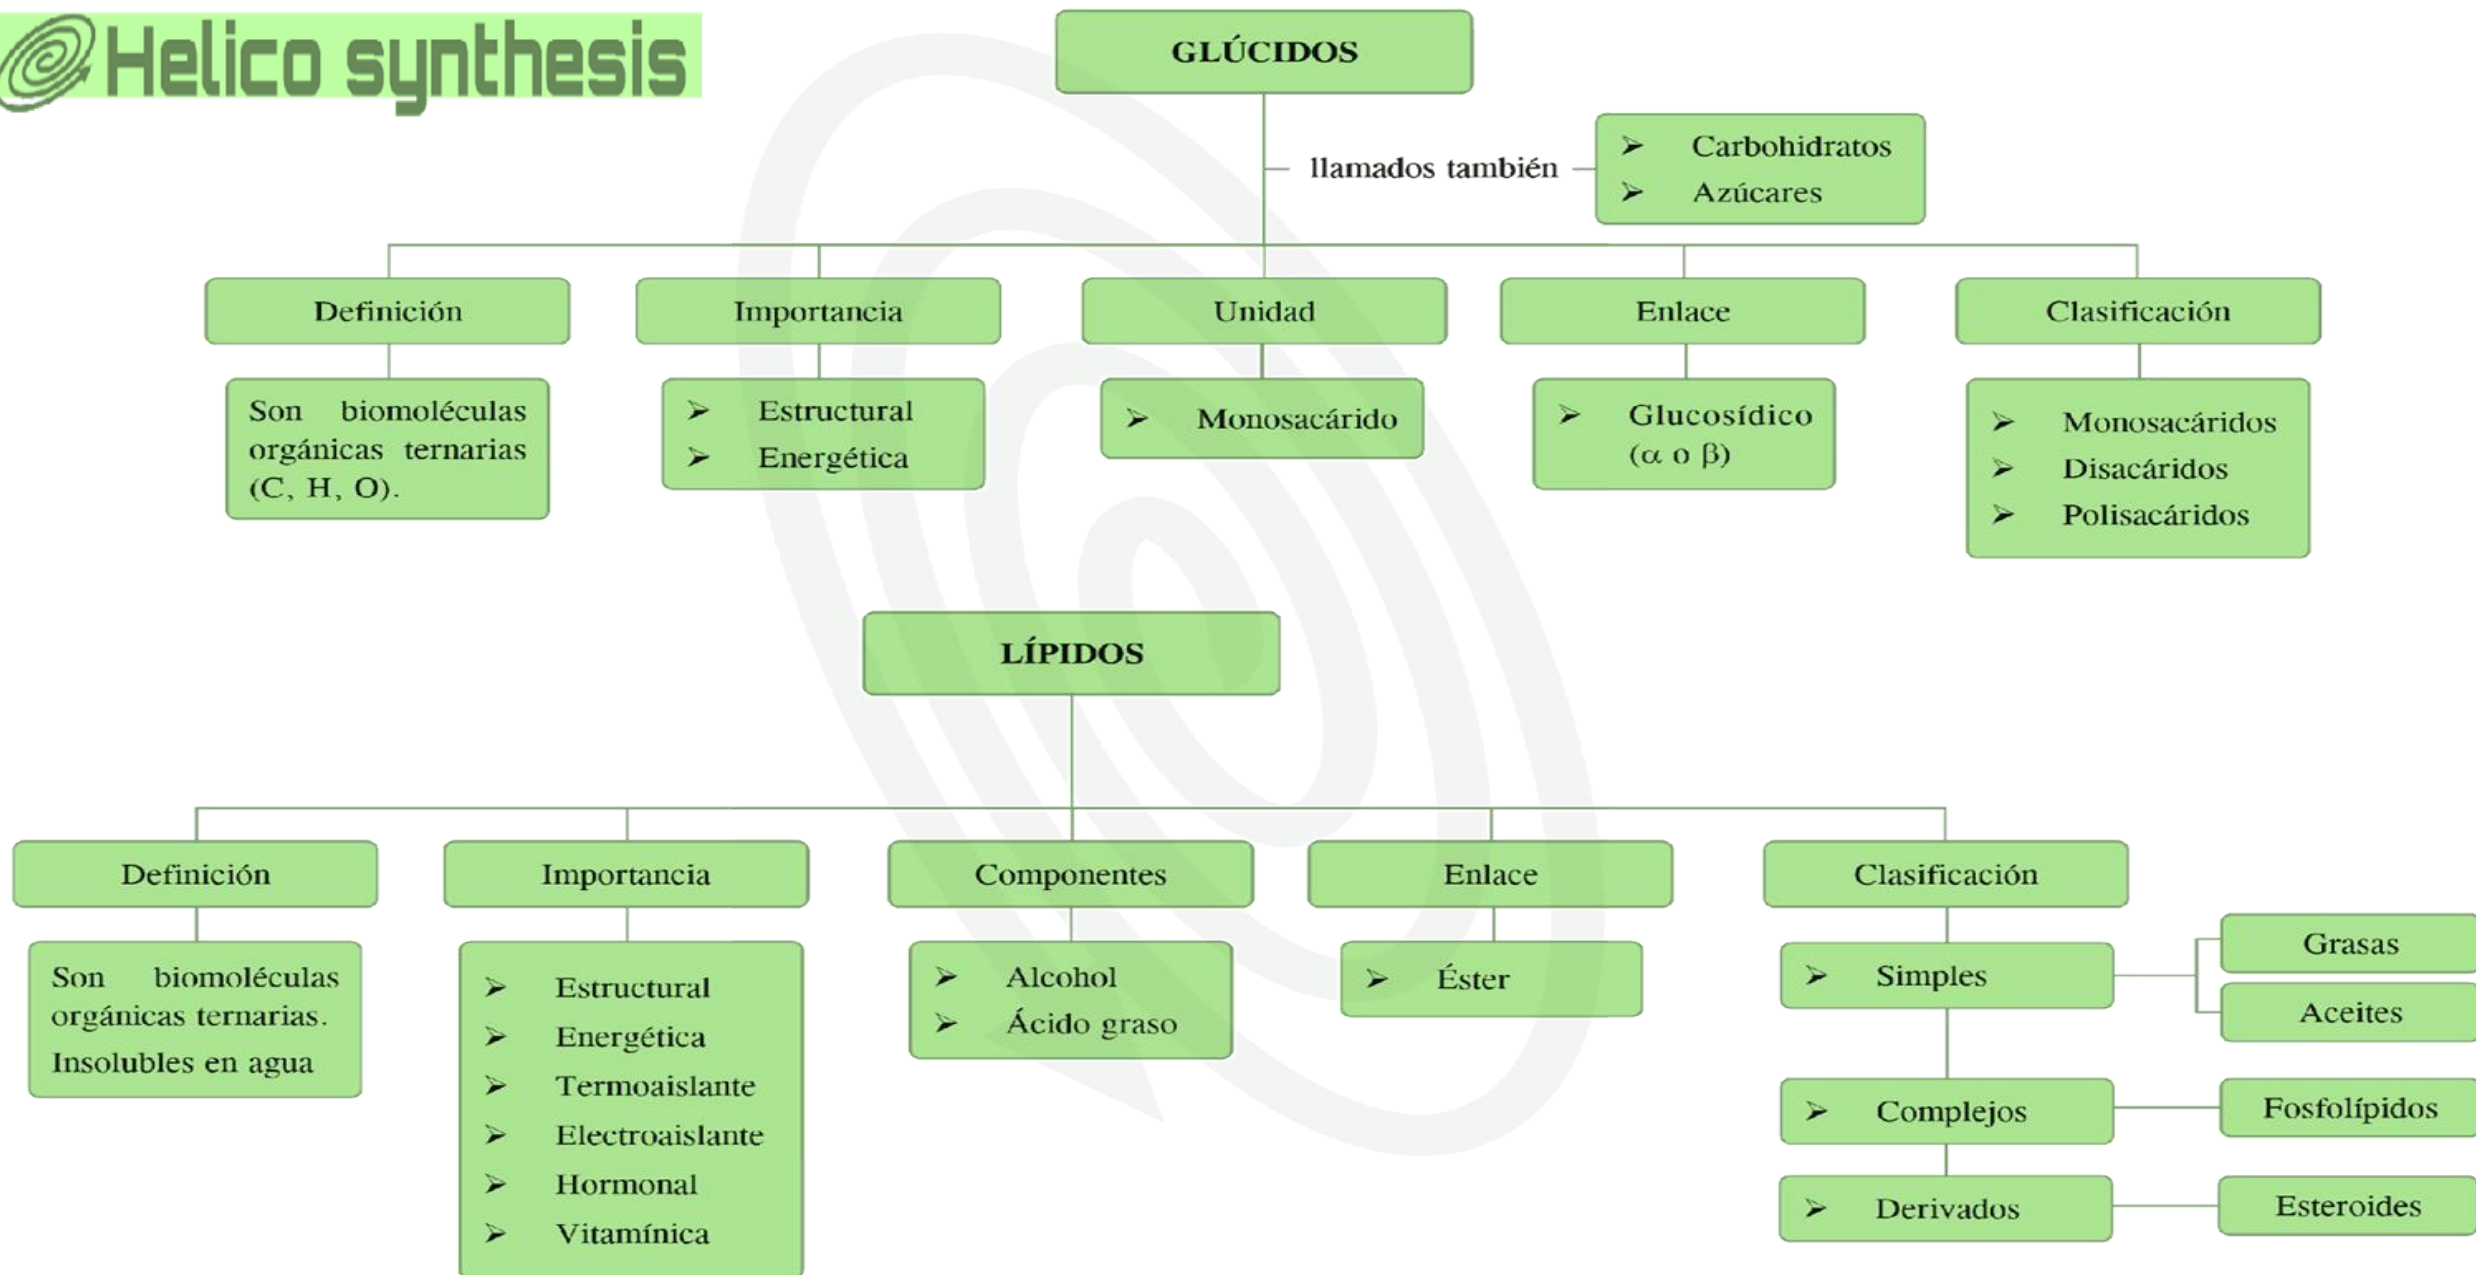 Helico synthesis
GLÚCIDOS
llamados también
➢ Carbohidratos
➢ Azúcares
Definición
Son biomoléculas
orgánicas ternarias
(C, H, O).
Importancia
➢ Estructural
➢ Energética
Unidad
➢ Monosacárido
Enlace
➢ Glucosídico
(α o β)
Clasificación
➢ Monosacáridos
➢ Disacáridos
➢ Polisacáridos
LÍPIDOS
Definición
Son biomoléculas
orgánicas ternarias.
Insolubles en agua
Importancia
➢ Estructural
➢ Energética
➢ Termoaislante
➢ Electroaislante
➢ Hormonal
➢ Vitamínica
Componentes
➢ Alcohol
➢ Ácido graso
Enlace
➢ Éster
Clasificación
➢ Simples
Grasas
Aceites
➢ Complejos
Fosfolípidos
➢ Derivados
Esteroides